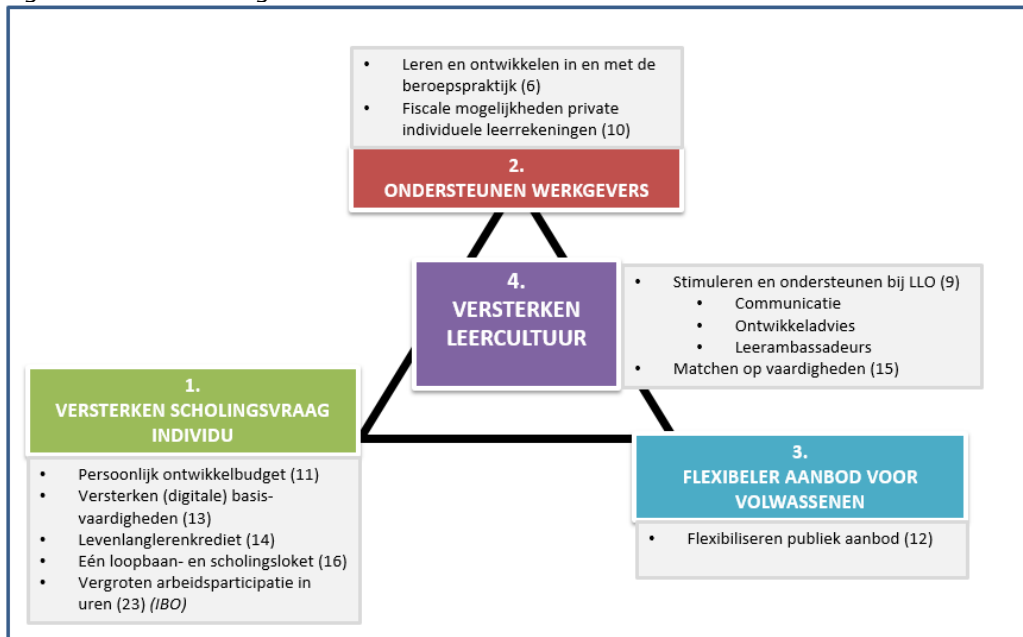 • Leren en ontwikkelen in en met de
beroepspraktijk (6)
• Fiscale mogelijkheden private
individuele leerrekeningen (10)
2.
ONDERSTEUNEN WERKGEVERS
4.
VERSTERKEN
LEERCULTUUR
• Stimuleren en ondersteunen bij LLO (9)
• Communicatie
• Ontwikkeladvies
• Leerambassadeurs
• Matchen op vaardigheden (15)
1.
VERSTERKEN SCHOLINGSVRAAG
INDIVIDU
• Persoonlijk ontwikkelbudget (11)
• Versterken (digitale) basis-
vaardigheden (13)
• Levenlanglerenkrediet (14)
• Eén loopbaan- en scholingsloket (16)
• Vergroten arbeidsparticipatie in
uren (23) (IBO)
3.
FLEXIBELER AANBOD VOOR
VOLWASSENEN
• Flexibiliseren publiek aanbod (12)